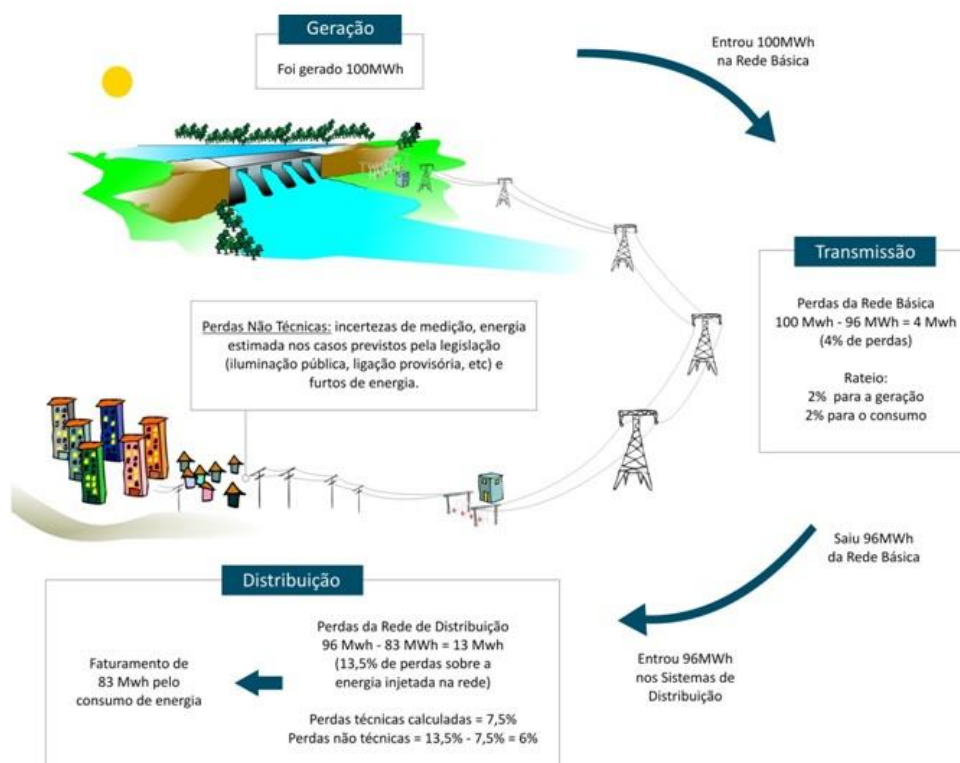 Geração
Foi gerado 100MWh
Entrou 100MWh
na Rede Básica
Transmissão
Perdas da Rede Básica
100 Mwh - 96 MWh = 4 Mwh
(4% de perdas)
Rateio:
2% para a geração
2% para o consumo
Perdas Não Técnicas: incertezas de medição, energia
estimada nos casos previstos pela legislação
(iluminação pública, ligação provisória, etc) e
furtos de energia.
Saiu 96MWh
da Rede Básica
Entrou 96MWh
nos Sistemas de
Distribuição
Distribuição
Perdas da Rede de Distribuição
96 Mwh - 83 MWh = 13 Mwh
(13,5% de perdas sobre a
energia injetada na rede)
Perdas técnicas calculadas = 7,5%
Perdas não técnicas = 13,5% - 7,5% = 6%
Faturamento de
83 Mwh pelo
consumo de energia